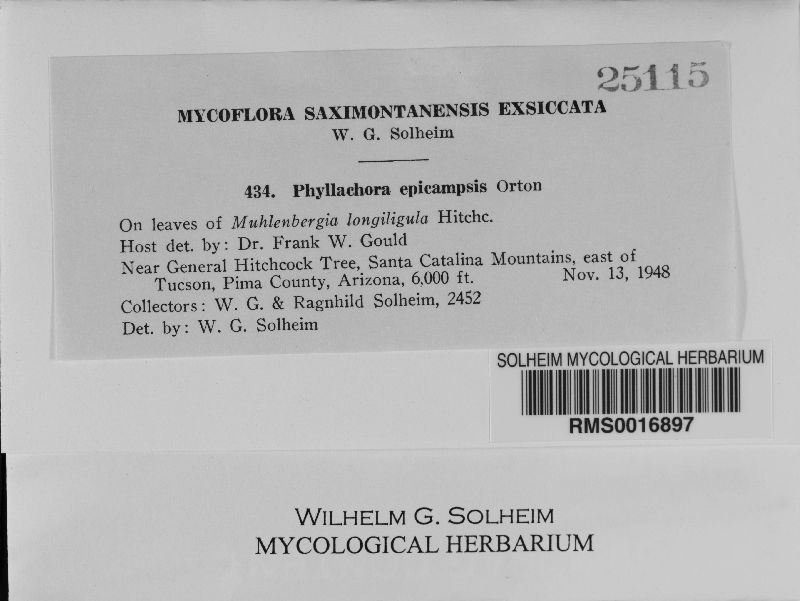 25115
MYCOFLORA SAXIMONTANENSIS EXSICCATA
W. G. Solheim
434. Phyllachora epicampsis Orton
On leaves of Muhlenbergia longiligula Hitchc.
Host det. by: Dr. Frank W. Gould
Near General Hitchcock Tree, Santa Catalina Mountains, east of
Tucson, Pima County, Arizona, 6,000 ft. Nov. 13, 1948
Collectors: W. G. & Ragnhild Solheim, 2452
Det. by: W. G. Solheim
SOLHEIM MYCOLOGICAL HERBARIUM
RMS0016897
WILHELM G. SOLHEIM
MYCOLOGICAL HERBARIUM